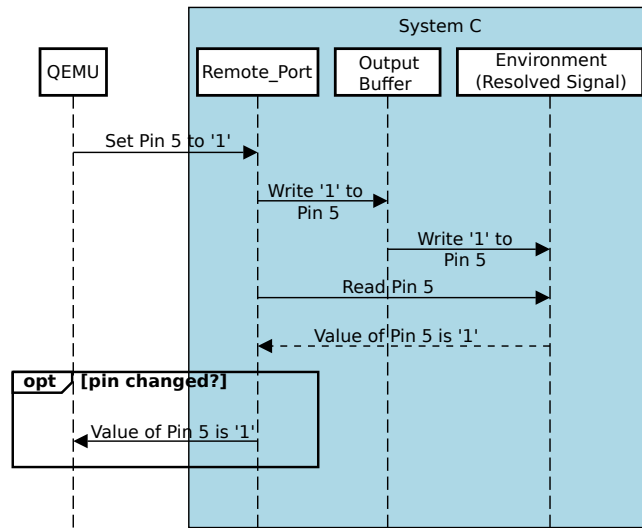 System C
QEMU
Remote_Port
Output
Buffer
Environment
(Resolved Signal)
Set Pin 5 to '1'
Write '1' to
Pin 5
Write '1' to
Pin 5
Read Pin 5
Value of Pin 5 is '1'
opt [pin changed?]
Value of Pin 5 is '1'